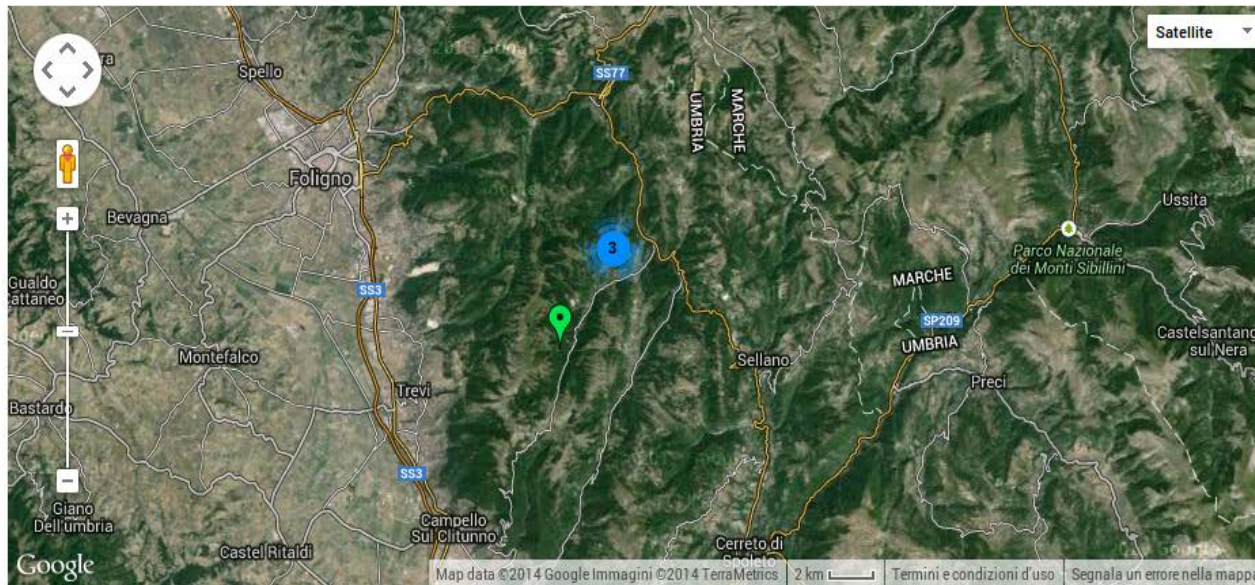 Satellite
Spello
SS77
MARCHE
UMBRIA
Foligno
Bevagna
Ussita
3
Parco Nazionale
dei Monti Sibillini
Gualdo
Cattaneo
SS3
MARCHE
SP209
UMBRIA
Castelsantang
sul Nera
Montefalco
Sellano
Preci
Trevi
Bastardo
SS3
Giano
Dell'umbria
Campello
Sul Clitunno
Castel Ritaldi
Cerreto di
Spoleto
Google
Map data ©2014 Google Immagini ©2014 TerraMetrics
2 km
Termini e condizioni d'uso
Segnala un errore nella mappa